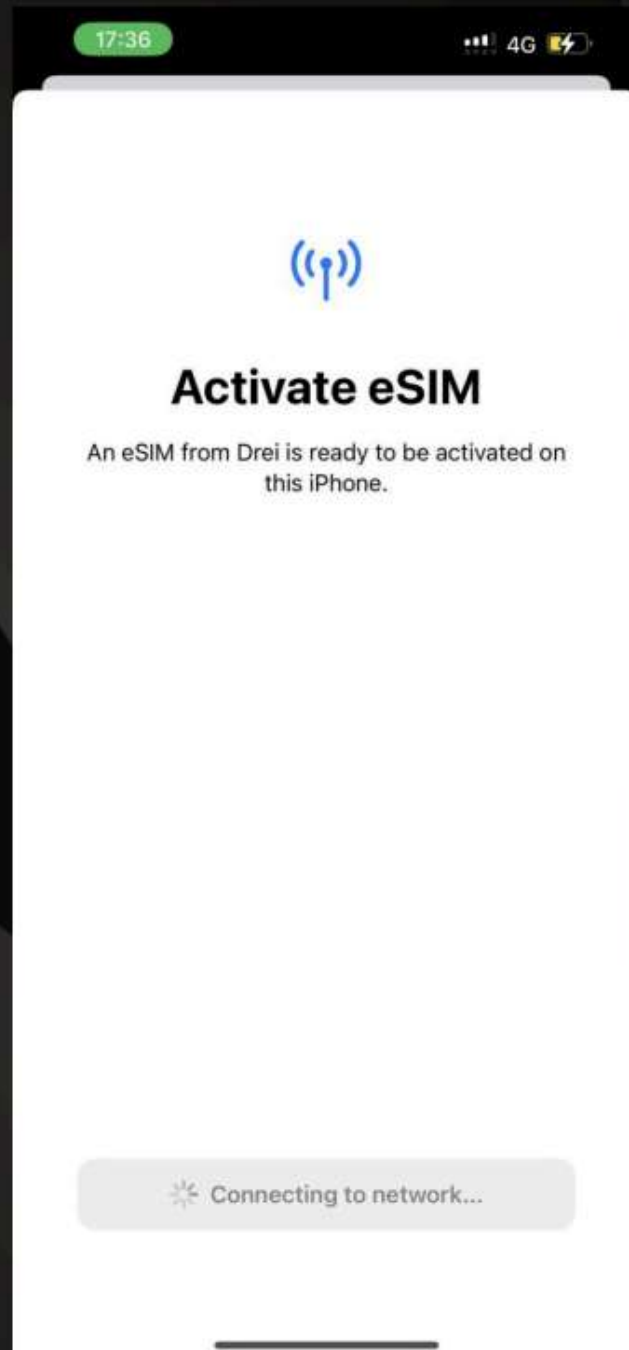 17:36
4G
Activate eSIM
An eSIM from Drei is ready to be activated on
this iPhone.
Connecting to network...